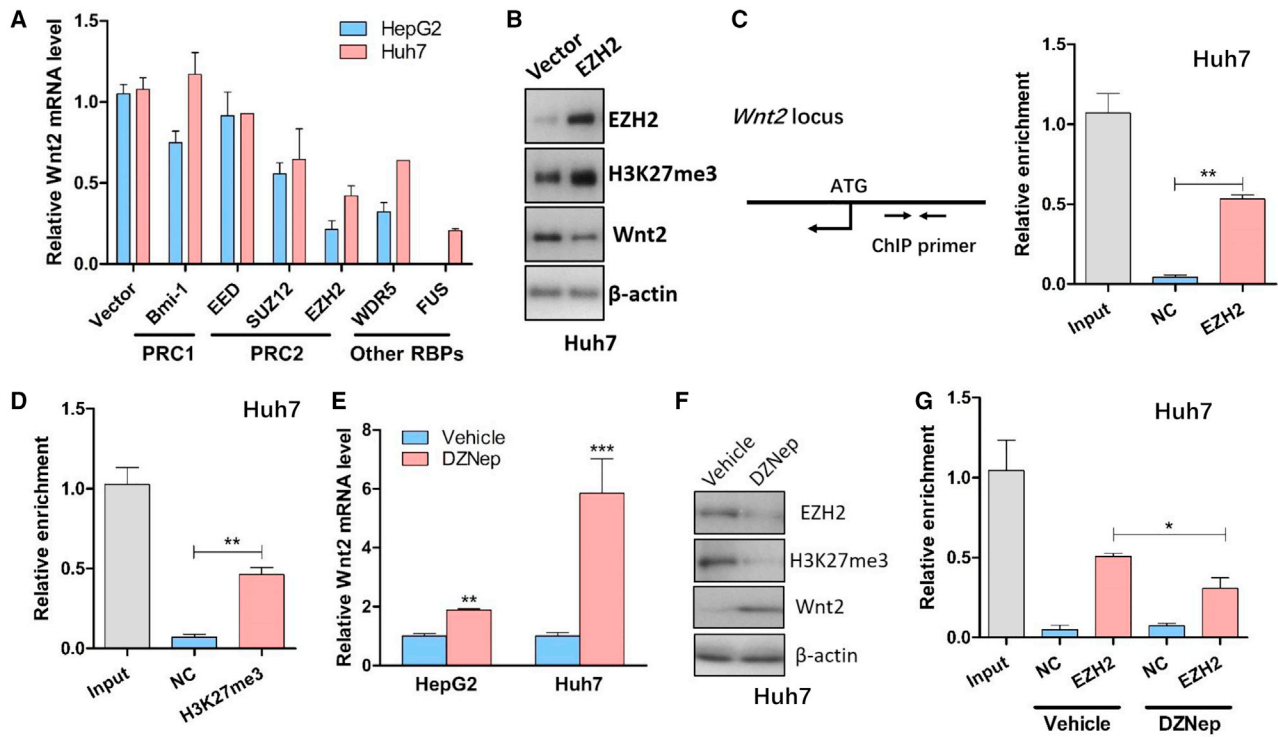 A
Relative Wnt2 mRNA level
1.5
1.0
0.5
0.0
HepG2
Huh7
Vector
Bmi-1
EED
SUZ12
EZH2
WDR5
FUS
PRC1
PRC2
Other RBPs
B
Vector
EZH2
EZH2
H3K27me3
Wnt2
β-actin
Huh7
C
Wnt2 locus
ATG
ChIP primer
Huh7
Relative enrichment
1.5
1.0
0.5
0.0
**
Input
NC
EZH2
D
Huh7
Relative enrichment
1.5
1.0
0.5
0.0
**
Input
NC
H3K27me3
E
Relative Wnt2 mRNA level
8
6
4
2
0
Vehicle
DZNep
**
***
HepG2
Huh7
F
Vehicle
DZNep
EZH2
H3K27me3
Wnt2
β-actin
Huh7
G
Huh7
Relative enrichment
1.5
1.0
0.5
0.0
*
Input
NC
EZH2
NC
EZH2
Vehicle
DZNep